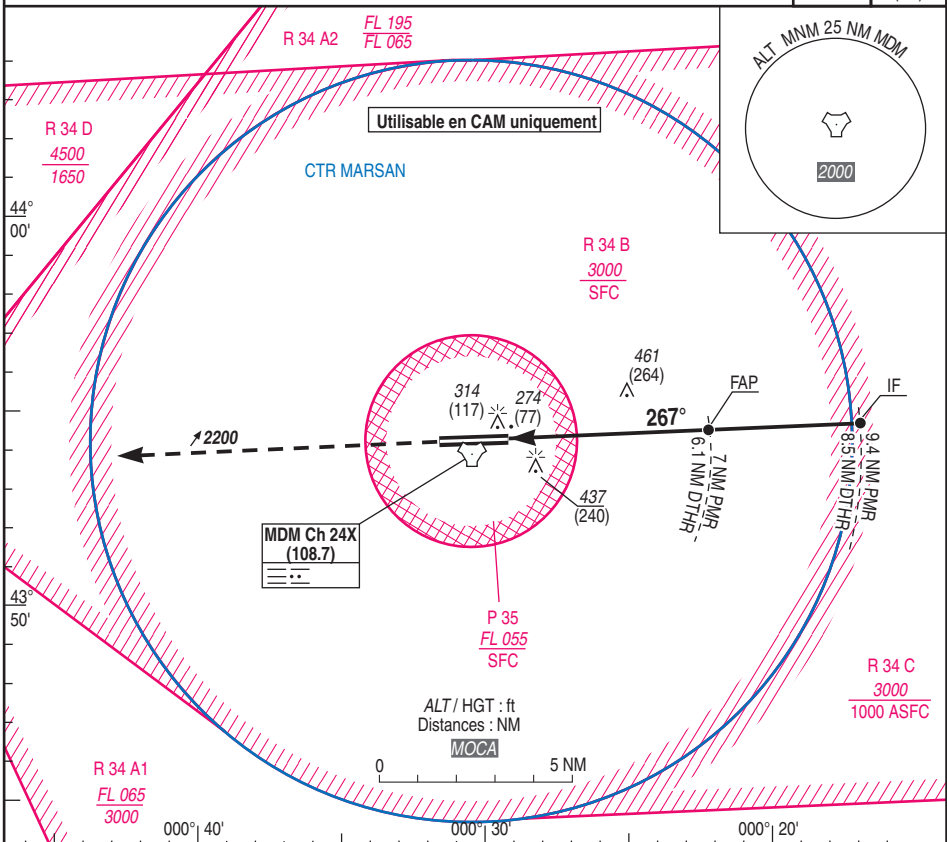 R 34 A2
FL 195
FL 065
ALT MNM 25 NM MDM
2000
R 34 D
4500
1650
Utilisable en CAM uniquement
CTR MARSAN
44°
00'
R 34 B
3000
SFC
461
(264)
314
(117)
274
(77)
FAP
IF
267°
2200
7 NM PMR
6.1 NM DTHR
9.4 NM PMR
8.5 NM DTHR
437
(240)
MDM Ch 24X
(108.7)
43°
50'
P 35
FL 055
SFC
R 34 C
3000
1000 ASFC
ALT / HGT : ft
Distances : NM
MOCA
0 5 NM
R 34 A1
FL 065
3000
000° 40'
000° 30'
000° 20'